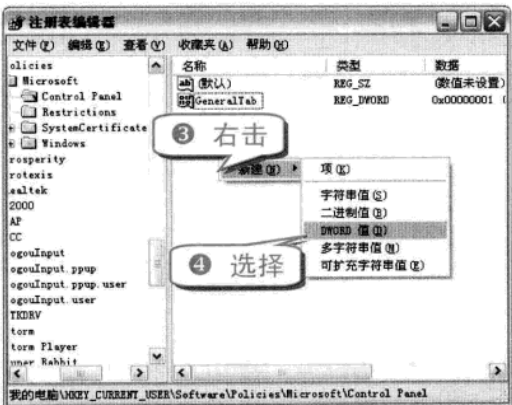 注册表编辑器
文件(F) 编辑(E) 查看(V) 收藏夹(A) 帮助(H)
olicies
Microsoft
Control Panel
Restrictions
SystemCertificate
Windows
rosperity
rotexis
ealtek
2000
AP
CC
ogouInput
ogouInput.ppup
ogouInput.ppup.user
ogouInput.user
TKDRV
torm
torm Player
uper Rabbit
名称 类型 数据
(默认) REG_SZ (数值未设置)
GeneralTab REG_DWORD 0x00000001 (
❸ 右击
新建(N)
项(K)
字符串值(S)
二进制值(B)
DWORD 值(D)
多字符串值(M)
可扩充字符串值(E)
❹ 选择
我的电脑\HKEY_CURRENT_USER\Software\Policies\Microsoft\Control Panel